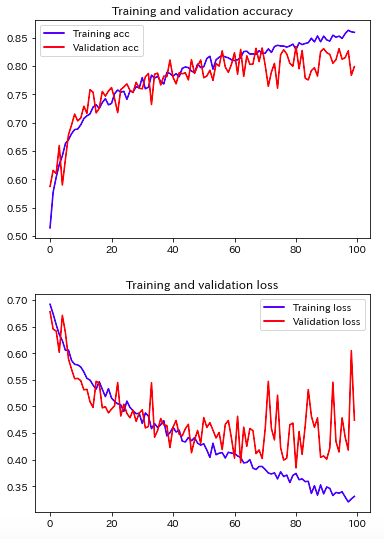 Training and validation accuracy
Training acc
Validation acc
0.85
0.80
0.75
0.70
0.65
0.60
0.55
0.50
0 20 40 60 80 100
Training and validation loss
Training loss
Validation loss
0.70
0.65
0.60
0.55
0.50
0.45
0.40
0.35
0 20 40 60 80 100